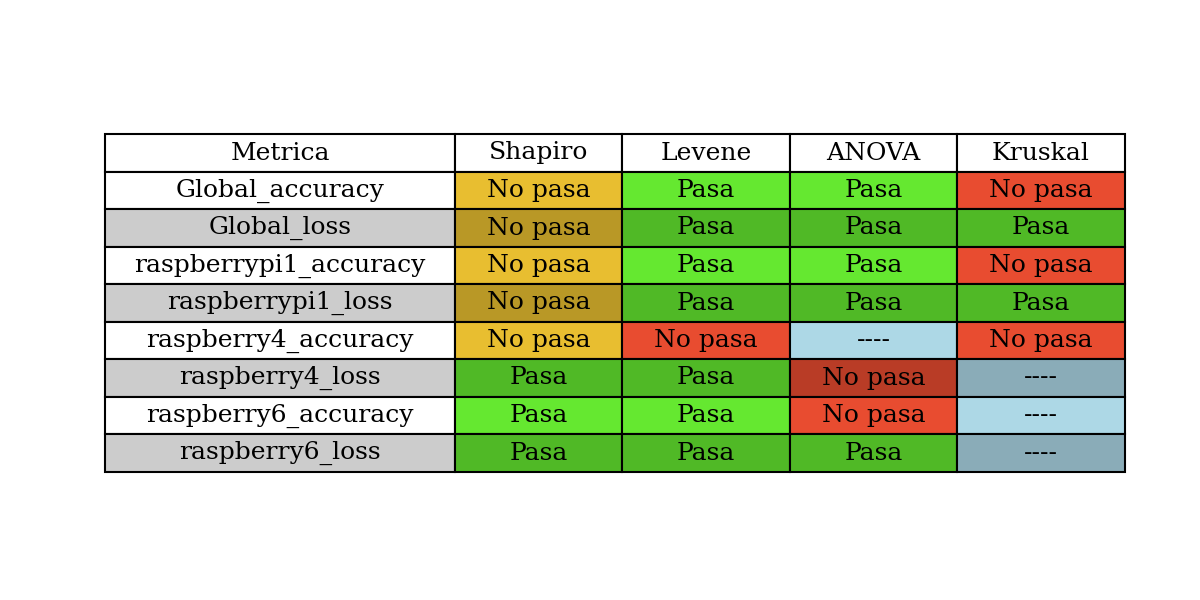 Metrica Shapiro Levene ANOVA Kruskal
Global_accuracy No pasa Pasa Pasa No pasa
Global_loss No pasa Pasa Pasa Pasa
raspberrypi1_accuracy No pasa Pasa Pasa No pasa
raspberrypi1_loss No pasa Pasa Pasa Pasa
raspberry4_accuracy No pasa No pasa ---- No pasa
raspberry4_loss Pasa Pasa No pasa ----
raspberry6_accuracy Pasa Pasa No pasa ----
raspberry6_loss Pasa Pasa Pasa ----